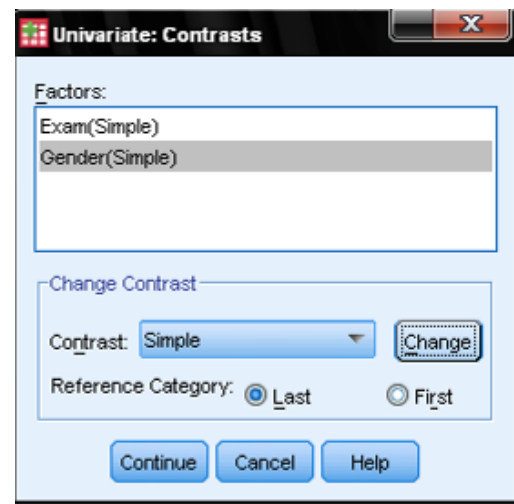 Univariate: Contrasts
Factors:
Exam(Simple)
Gender(Simple)
Change Contrast
Contrast: Simple Change
Reference Category: Last First
Continue Cancel Help